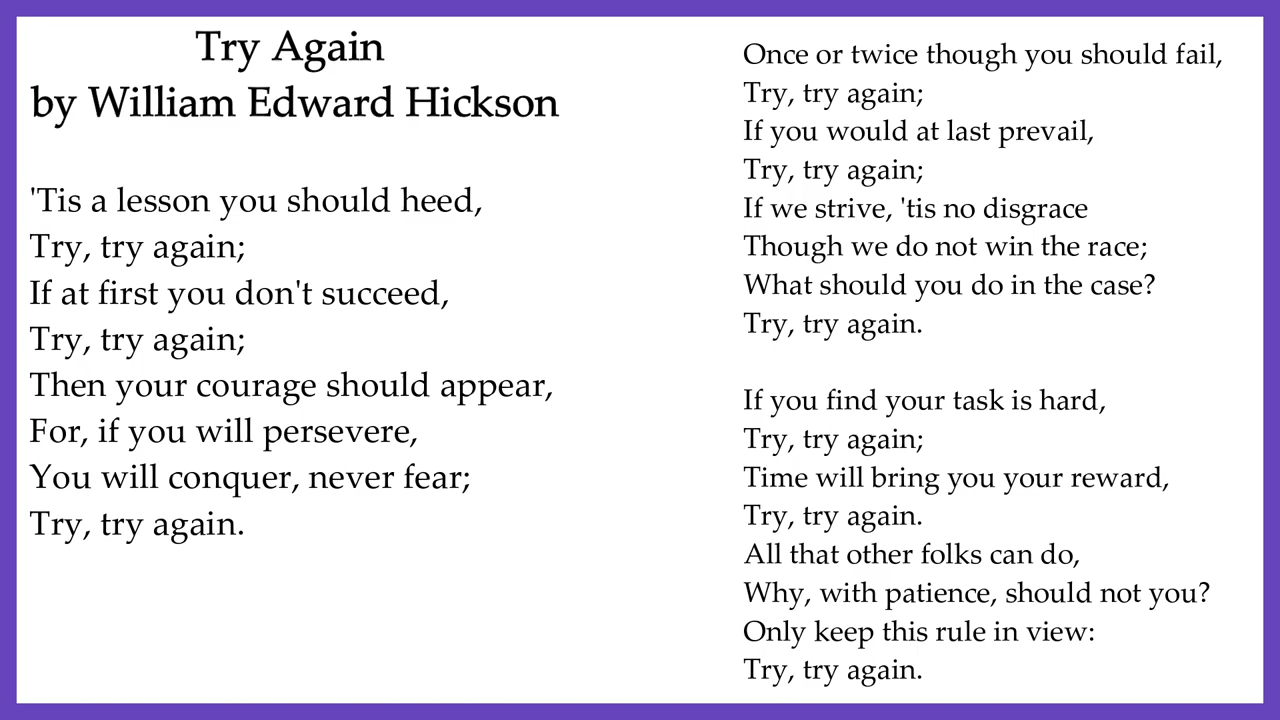 Try Again
by William Edward Hickson
'Tis a lesson you should heed,
Try, try again;
If at first you don't succeed,
Try, try again;
Then your courage should appear,
For, if you will persevere,
You will conquer, never fear;
Try, try again.
Once or twice though you should fail,
Try, try again;
If you would at last prevail,
Try, try again;
If we strive, 'tis no disgrace
Though we do not win the race;
What should you do in the case?
Try, try again.
If you find your task is hard,
Try, try again;
Time will bring you your reward,
Try, try again.
All that other folks can do,
Why, with patience, should not you?
Only keep this rule in view:
Try, try again.